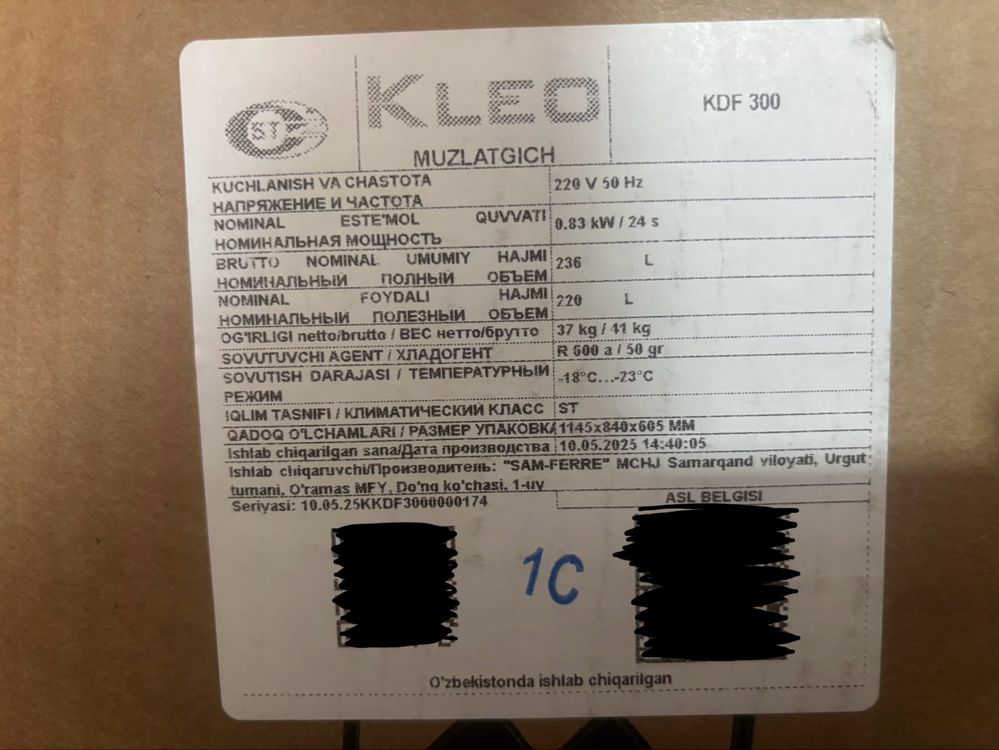 ST
KLEO
KDF 300
MUZLATGICH
KUCHLANISH VA CHASTOTA
НАПРЯЖЕНИЕ И ЧАСТОТА
220 V 50 Hz
NOMINAL ESTE'MOL QUVVATI
НОМИНАЛЬНАЯ МОЩНОСТЬ
0.83 kW / 24 s
BRUTTO NOMINAL UMUMIY HAJMI
НОМИНАЛЬНЫЙ ПОЛНЫЙ ОБЪЕМ
236 L
NOMINAL FOYDALI HAJMI
НОМИНАЛЬНЫЙ ПОЛЕЗНЫЙ ОБЪЕМ
220 L
OG'IRLIGI netto/brutto / ВЕС нетто/брутто 37 kg / 41 kg
SOVUTUVCHI AGENT / ХЛАДОГЕНТ R 600 a / 50 gr
SOVUTISH DARAJASI / ТЕМПЕРАТУРНЫЙ
РЕЖИМ
-18°C...-23°C
IQLIM TASNIFI / КЛИМАТИЧЕСКИЙ КЛАСС ST
QADOQ O'LCHAMLARI / РАЗМЕР УПАКОВКА 1145x840x605 MM
Ishlab chiqarilgan sana/Дата производства 10.05.2025 14:40:05
Ishlab chiqaruvchi/Производитель: "SAM-FERRE" MCHJ Samarqand viloyati, Urgut
tumani, O'ramas MFY, Do'nq ko'chasi, 1-uy
Seriyasi: 10.05.25KKDF3000000174
ASL BELGISI
1C
O'zbekistonda ishlab chiqarilgan